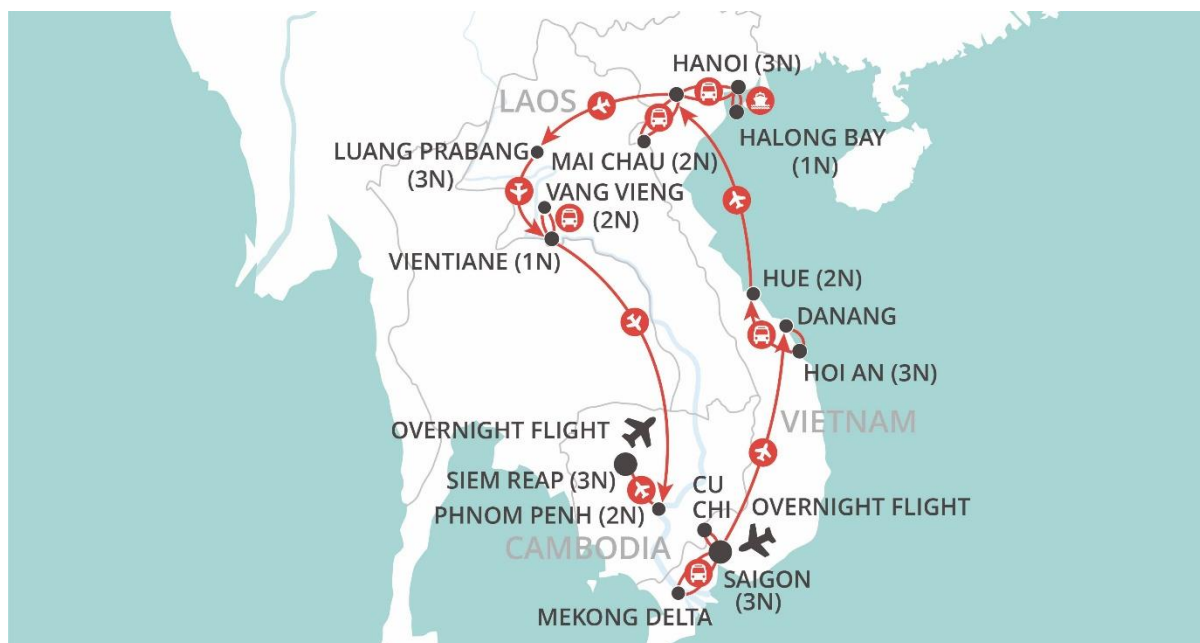 HANOI (3N)
LAOS
HALONG BAY
(1N)
LUANG PRABANG
(3N)
MAI CHAU (2N)
VANG VIENG
(2N)
VIENTIANE (1N)
HUE (2N)
DANANG
HOI AN (3N)
VIETNAM
OVERNIGHT FLIGHT
SIEM REAP (3N)
PHNOM PENH (2N)
CAMBODIA
CU
CHI
OVERNIGHT FLIGHT
SAIGON
(3N)
MEKONG DELTA